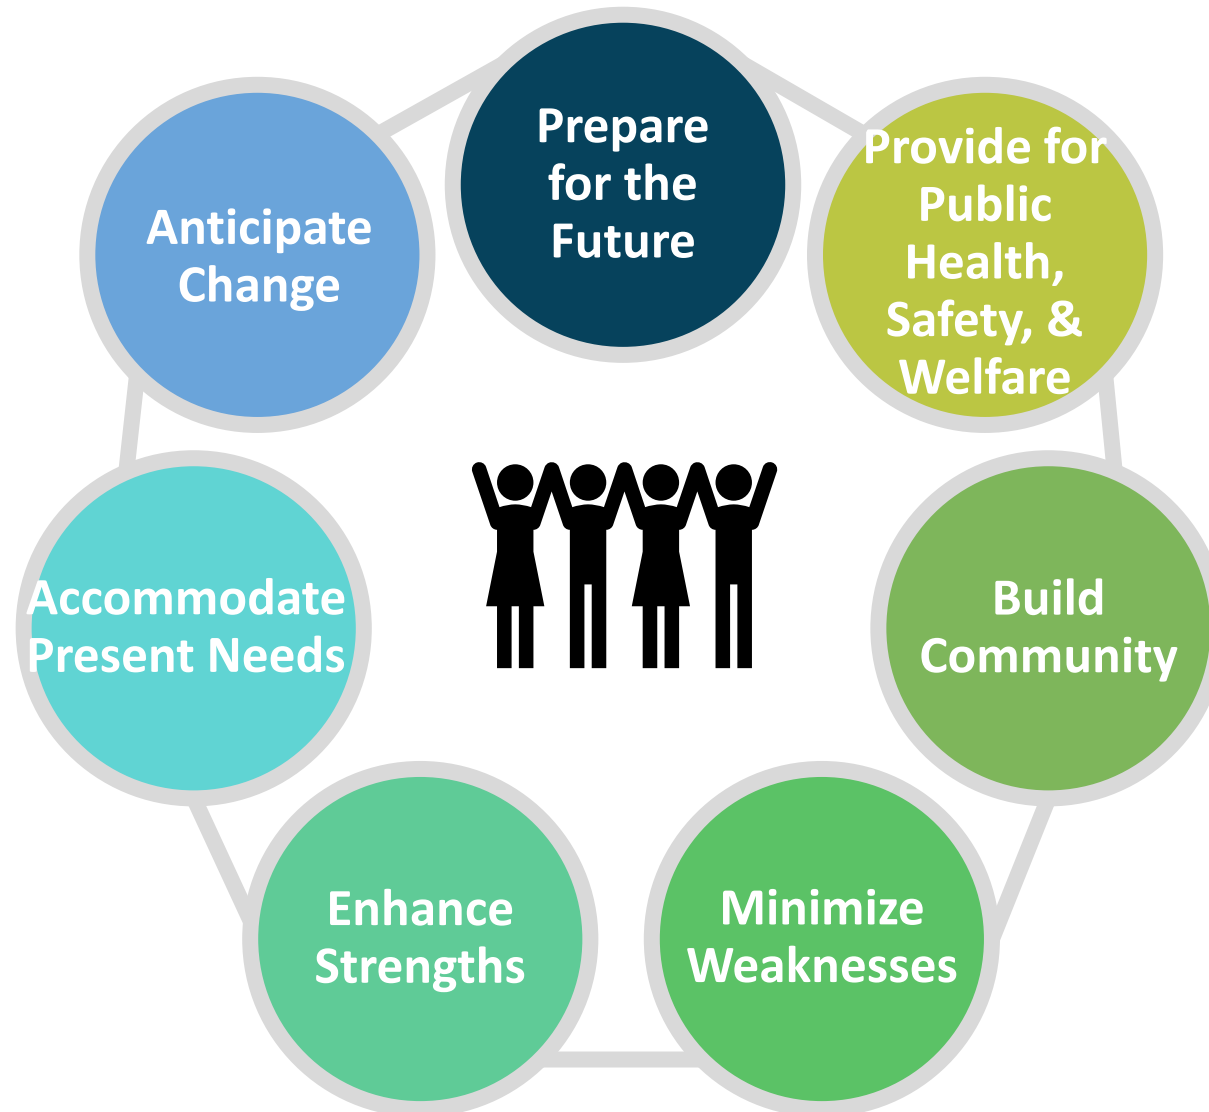 Prepare
for the
Future
Provide for
Public
Health,
Safety, &
Welfare
Build
Community
Minimize
Weaknesses
Enhance
Strengths
Accommodate
Present Needs
Anticipate
Change